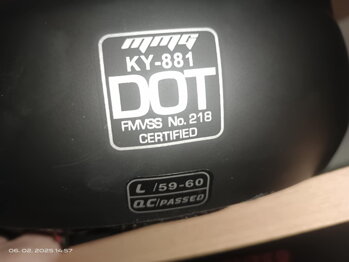 MMG
KY-881
DOT
FMVSS No. 218
CERTIFIED
L /59-60
Q.C/PASSED
06.02.2025 14:57